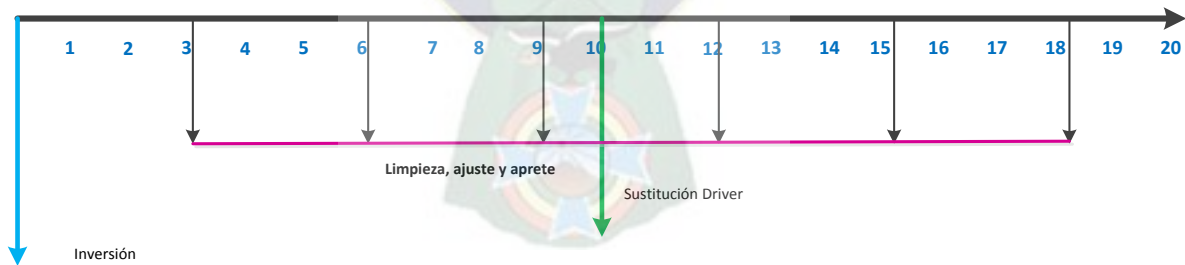 1 2 3 4 5 6 7 8 9 10 11 12 13 14 15 16 17 18 19 20
Limpieza, ajuste y aprete
Sustitución Driver
Inversión